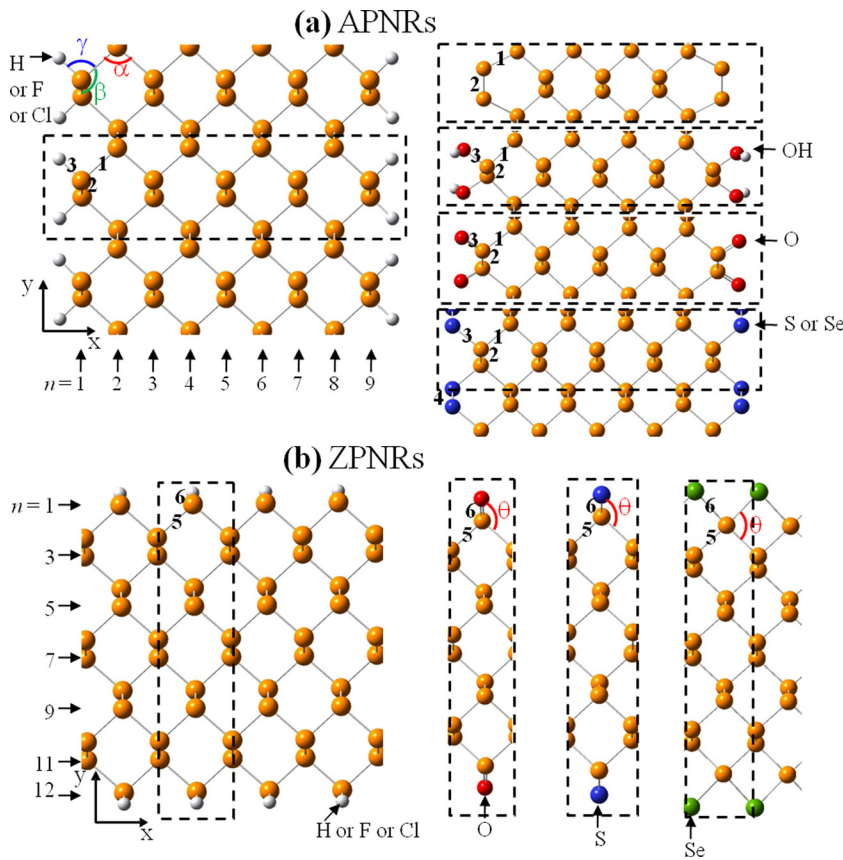 (a) APNRs
γ
H
or F
or Cl
α
β
3 1
2
y
x
n = 1 2 3 4 5 6 7 8 9
1
2
3 1
2
OH
3 1
2
O
3 1
2
S or Se
4
(b) ZPNRs
n = 1
3
5
7
9
11
12
6
5
y
x
H or F or Cl
6 θ
5
O
6 θ
5
S
6
5 θ
Se